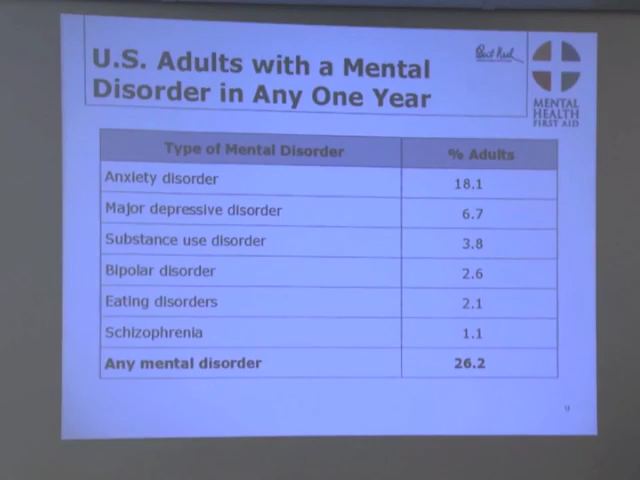 U.S. Adults with a Mental
Disorder in Any One Year
MENTAL
HEALTH
FIRST AID
Type of Mental Disorder % Adults
Anxiety disorder 18.1
Major depressive disorder 6.7
Substance use disorder 3.8
Bipolar disorder 2.6
Eating disorders 2.1
Schizophrenia 1.1
Any mental disorder 26.2
9